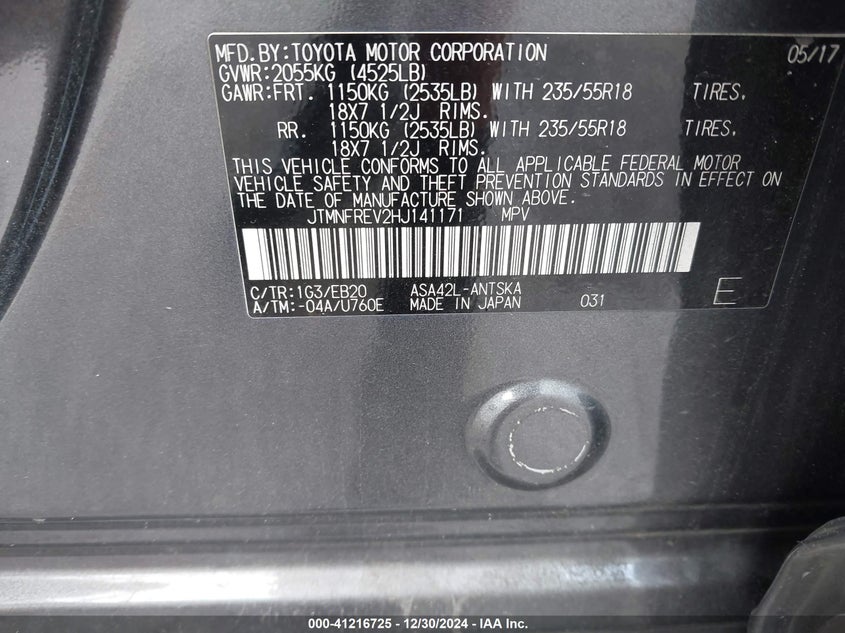 MFD.BY:TOYOTA MOTOR CORPORATION 05/17
GVWR:2055KG (4525LB)
GAWR:FRT. 1150KG (2535LB) WITH 235/55R18 TIRES,
18X7 1/2J RIMS.
RR. 1150KG (2535LB) WITH 235/55R18 TIRES,
18X7 1/2J RIMS.
THIS VEHICLE CONFORMS TO ALL APPLICABLE FEDERAL MOTOR
VEHICLE SAFETY AND THEFT PREVENTION STANDARDS IN EFFECT ON
THE DATE OF MANUFACTURE SHOWN ABOVE.
JTMNFREV2HJ141171 MPV
C/TR:1G3/EB20 ASA42L-ANTSKA
A/TM:-04A/U760E MADE IN JAPAN 031 E
000-41216725 - 12/30/2024 - IAA Inc.